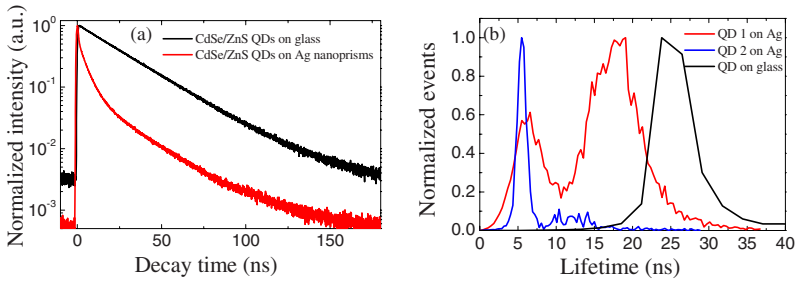 (a)
CdSe/ZnS QDs on glass
CdSe/ZnS QDs on Ag nanoprisms
Normalized intensity (a.u.)
10⁰
10⁻¹
10⁻²
10⁻³
0 50 100 150
Decay time (ns)
(b)
QD 1 on Ag
QD 2 on Ag
QD on glass
Normalized events
1.0
0.8
0.6
0.4
0.2
0.0
0 5 10 15 20 25 30 35 40
Lifetime (ns)